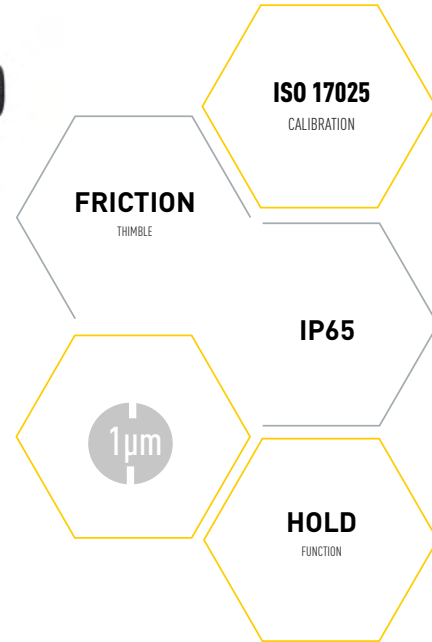 ISO 17025
CALIBRATION
FRICTION
THIMBLE
IP65
1µm
HOLD
FUNCTION